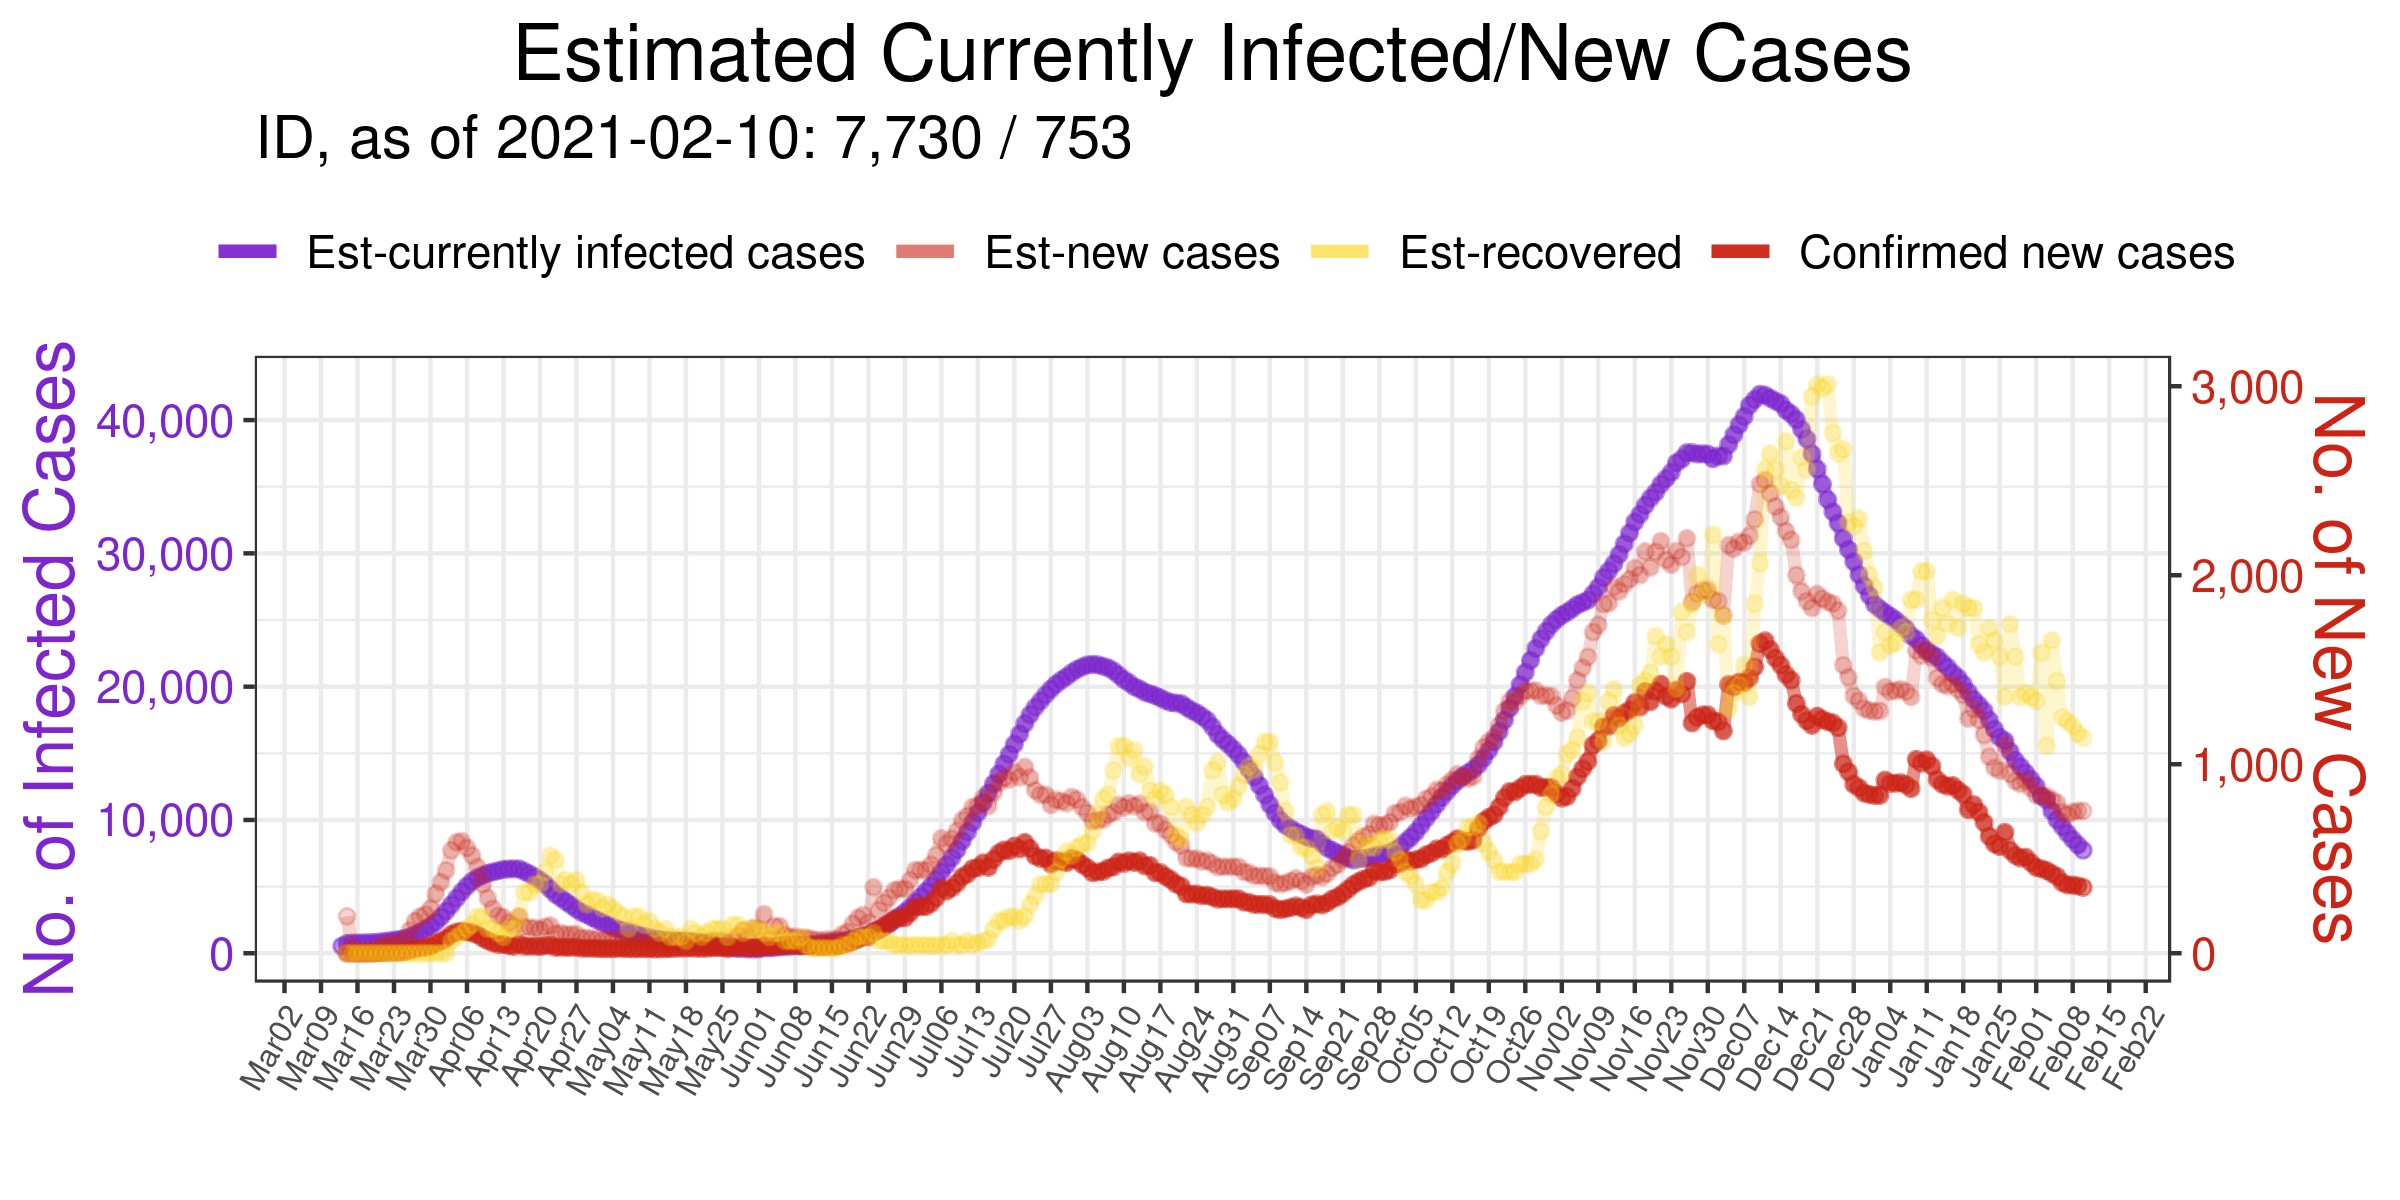 Estimated Currently Infected/New Cases
ID, as of 2021-02-10: 7,730 / 753
Est-currently infected cases Est-new cases Est-recovered Confirmed new cases
No. of Infected Cases
40,000
30,000
20,000
10,000
0
3,000
2,000
1,000
0
No. of New Cases
Mar02 Mar09 Mar16 Mar23 Mar30 Apr06 Apr13 Apr20 Apr27 May04 May11 May18 May25 Jun01 Jun08 Jun15 Jun22 Jun29 Jul06 Jul13 Jul20 Jul27 Aug03 Aug10 Aug17 Aug24 Aug31 Sep07 Sep14 Sep21 Sep28 Oct05 Oct12 Oct19 Oct26 Nov02 Nov09 Nov16 Nov23 Nov30 Dec07 Dec14 Dec21 Dec28 Jan04 Jan11 Jan18 Jan25 Feb01 Feb08 Feb15 Feb22